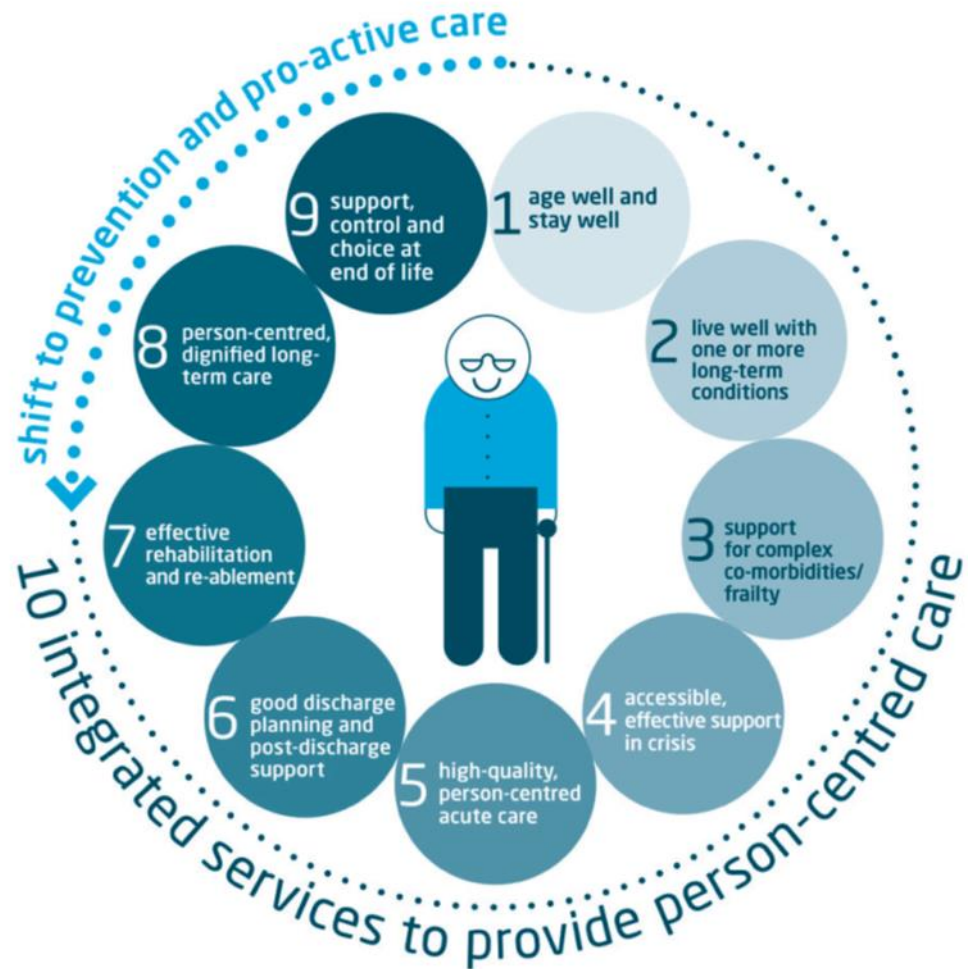 shift to prevention and pro-active care
1 age well and
stay well
2 live well with
one or more
long-term
conditions
3 support
for complex
co-morbidities/
frailty
4 accessible,
effective support
in crisis
5 high-quality,
person-centred
acute care
6 good discharge
planning and
post-discharge
support
7 effective
rehabilitation
and re-ablement
8 person-centred,
dignified long-
term care
9 support,
control and
choice at
end of life
10 integrated services to provide person-centred care